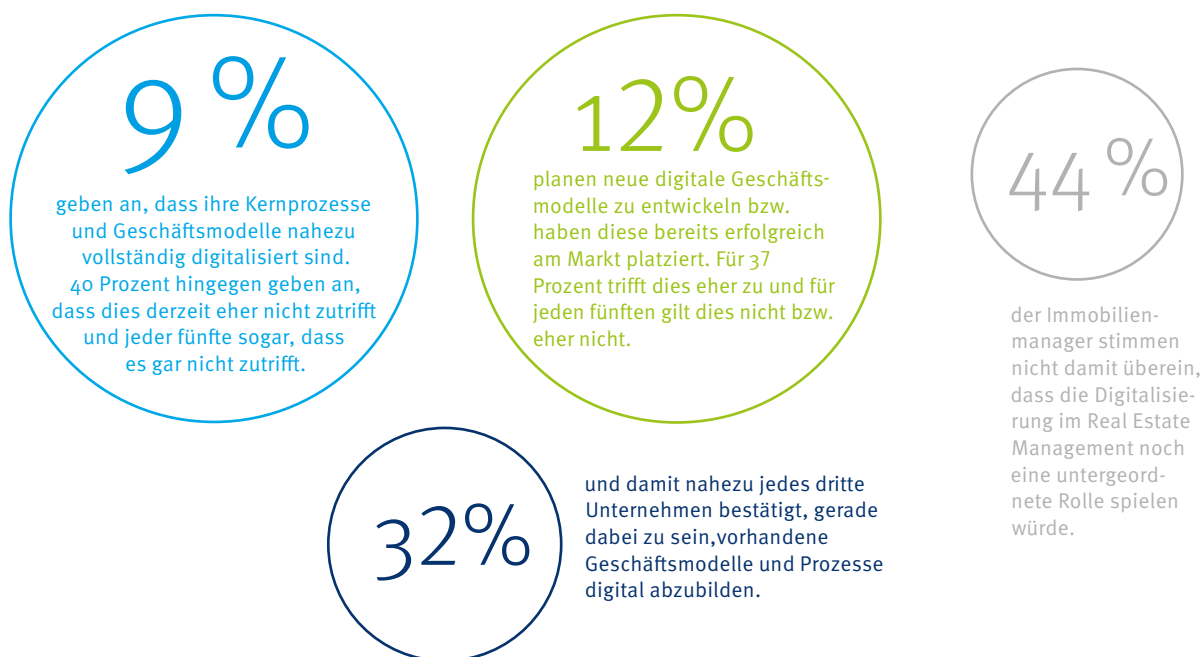 9 %
geben an, dass ihre Kernprozesse
und Geschäftsmodelle nahezu
vollständig digitalisiert sind.
40 Prozent hingegen geben an,
dass dies derzeit eher nicht zutrifft
und jeder fünfte sogar, dass
es gar nicht zutrifft.
12%
planen neue digitale Geschäfts-
modelle zu entwickeln bzw.
haben diese bereits erfolgreich
am Markt platziert. Für 37
Prozent trifft dies eher zu und für
jeden fünften gilt dies nicht bzw.
eher nicht.
44 %
der Immobilien-
manager stimmen
nicht damit überein,
dass die Digitalisie-
rung im Real Estate
Management noch
eine untergeord-
nete Rolle spielen
würde.
32%
und damit nahezu jedes dritte
Unternehmen bestätigt, gerade
dabei zu sein,vorhandene
Geschäftsmodelle und Prozesse
digital abzubilden.